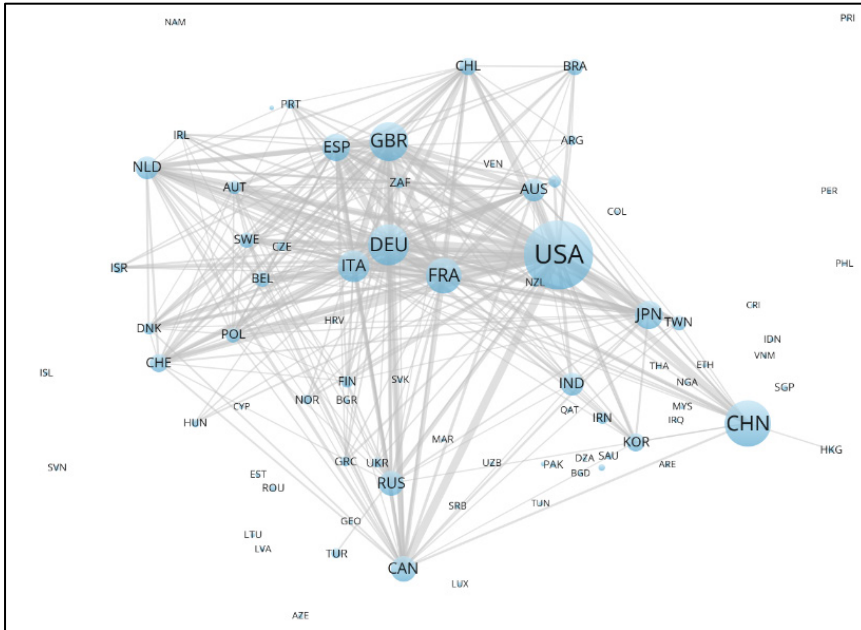 NAM
PRI
CHL
BRA
PRT
IRL
ESP
GBR
ARG
NLD
VEN
AUT
ZAF
AUS
PER
COL
SWE
CZE
DEU
USA
ISR
BEL
ITA
FRA
NZL
PHL
CRI
DNK
POL
HRV
JPN
TWN
IDN
VNM
CHE
ISL
FIN
SVK
IND
THA
ETH
NGA
SGP
NOR
BGR
CYP
HUN
QAT
IRN
MYS
IRQ
CHN
MAR
KOR
HKG
SVN
EST
ROU
GRC
UKR
UZB
PAK
DZA
SAU
BGD
ARE
RUS
SRB
TUN
GEO
LTU
LVA
TUR
CAN
LUX
AZE